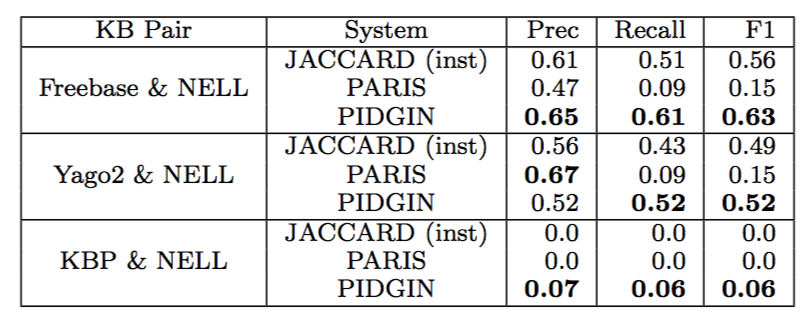 KB Pair System Prec Recall F1
JACCARD (inst) 0.61 0.51 0.56
Freebase & NELL PARIS 0.47 0.09 0.15
PIDGIN 0.65 0.61 0.63
JACCARD (inst) 0.56 0.43 0.49
Yago2 & NELL PARIS 0.67 0.09 0.15
PIDGIN 0.52 0.52 0.52
JACCARD (inst) 0.0 0.0 0.0
KBP & NELL PARIS 0.0 0.0 0.0
PIDGIN 0.07 0.06 0.06